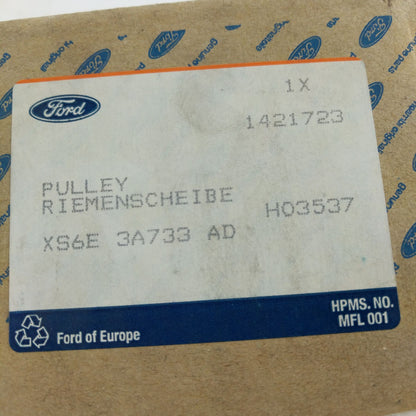 Ford
1X
1421723
PULLEY
RIEMENSCHEIBE
H03537
XS6E 3A733 AD
HPMS. NO.
MFL 001
Ford of Europe